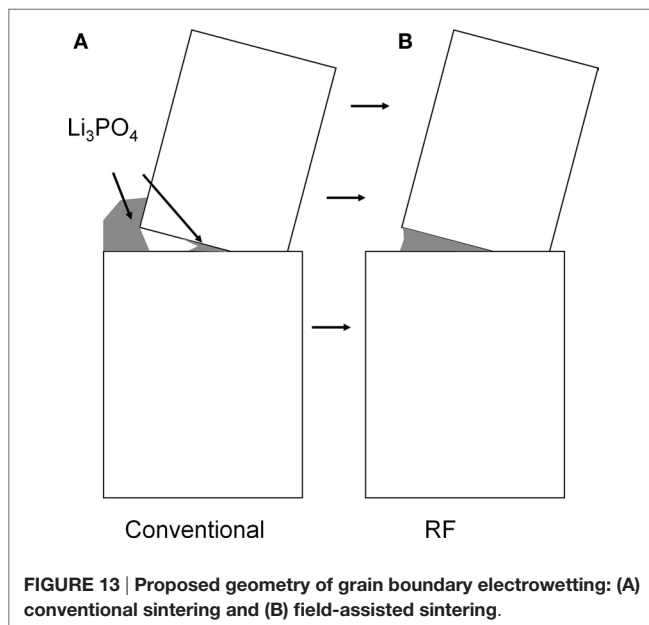 A
B
Li₃PO₄
Conventional
RF
FIGURE 13 | Proposed geometry of grain boundary electrowetting: (A)
conventional sintering and (B) field-assisted sintering.